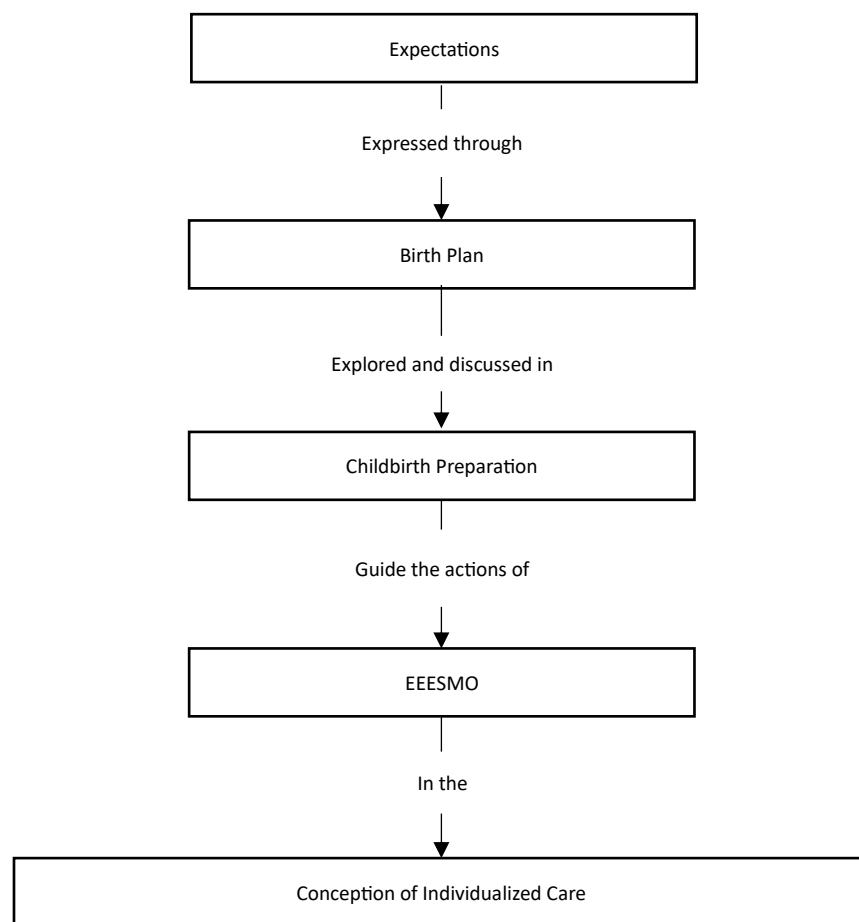 Expectations
Expressed through
Birth Plan
Explored and discussed in
Childbirth Preparation
Guide the actions of
EEESMO
In the
Conception of Individualized Care